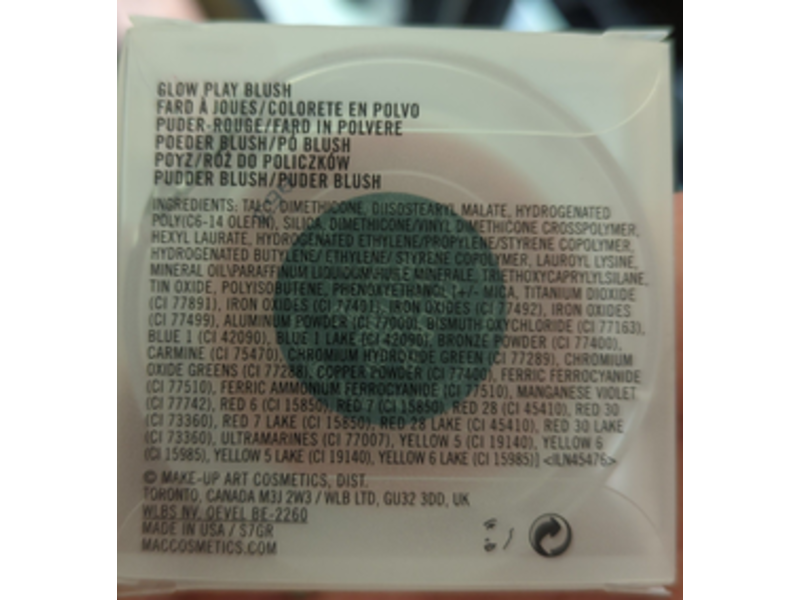 GLOW PLAY BLUSH
FARD À JOUES/COLORETE EN POLVO
PUDER-ROUGE/FARD IN POLVERE
POEDER BLUSH/PÓ BLUSH
ΡΟΥΖ/RÓŻ DO POLICZKÓW
PUDDER BLUSH/PUDER BLUSH
INGREDIENTS: TALC, DIMETHICONE, DIISOSTEARYL MALATE, HYDROGENATED
POLY(C6-14 OLEFIN), SILICA, DIMETHICONE/VINYL DIMETHICONE CROSSPOLYMER,
HEXYL LAURATE, HYDROGENATED ETHYLENE/PROPYLENE/STYRENE COPOLYMER,
HYDROGENATED BUTYLENE/ ETHYLENE/ STYRENE COPOLYMER, LAUROYL LYSINE,
MINERAL OIL\PARAFFINUM LIQUIDUM\HUILE MINERALE, TRIETHOXYCAPRYLYLSILANE,
TIN OXIDE, POLYISOBUTENE, PHENOXYETHANOL [+/- MICA, TITANIUM DIOXIDE
(CI 77891), IRON OXIDES (CI 77491), IRON OXIDES (CI 77492), IRON OXIDES
(CI 77499), ALUMINUM POWDER (CI 77000), BISMUTH OXYCHLORIDE (CI 77163),
BLUE 1 (CI 42090), BLUE 1 LAKE (CI 42090), BRONZE POWDER (CI 77400),
CARMINE (CI 75470), CHROMIUM HYDROXIDE GREEN (CI 77289), CHROMIUM
OXIDE GREENS (CI 77288), COPPER POWDER (CI 77400), FERRIC FERROCYANIDE
(CI 77510), FERRIC AMMONIUM FERROCYANIDE (CI 77510), MANGANESE VIOLET
(CI 77742), RED 6 (CI 15850), RED 7 (CI 15850), RED 28 (CI 45410), RED 30
(CI 73360), RED 7 LAKE (CI 15850), RED 28 LAKE (CI 45410), RED 30 LAKE
(CI 73360), ULTRAMARINES (CI 77007), YELLOW 5 (CI 19140), YELLOW 6
(CI 15985), YELLOW 5 LAKE (CI 19140), YELLOW 6 LAKE (CI 15985)] <ILN45476>
© MAKE-UP ART COSMETICS, DIST.
TORONTO, CANADA M3J 2W3 / WLB LTD, GU32 3DD, UK
WLBS NV, OEVEL BE-2260
MADE IN USA / S7GR
MACCOSMETICS.COM